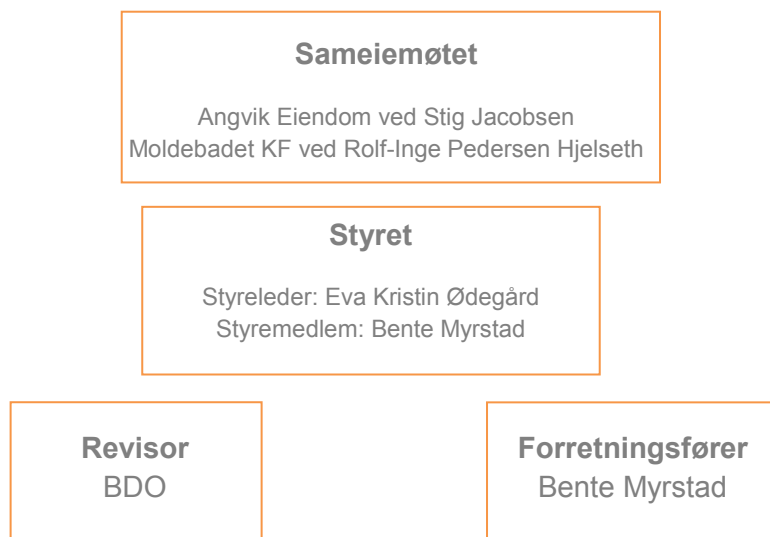 Sameiemøtet
Angvik Eiendom ved Stig Jacobsen
Moldebadet KF ved Rolf-Inge Pedersen Hjelseth
Styret
Styreleder: Eva Kristin Ødegård
Styremedlem: Bente Myrstad
Revisor
BDO
Forretningsfører
Bente Myrstad